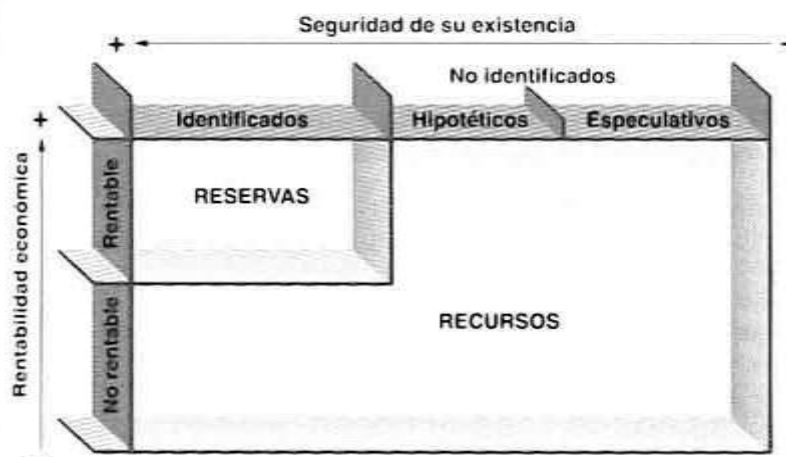 Seguridad de su existencia
+
No identificados
+
Identificados
Hipotéticos
Especulativos
Rentabilidad económica
Rentable
RESERVAS
No rentable
RECURSOS